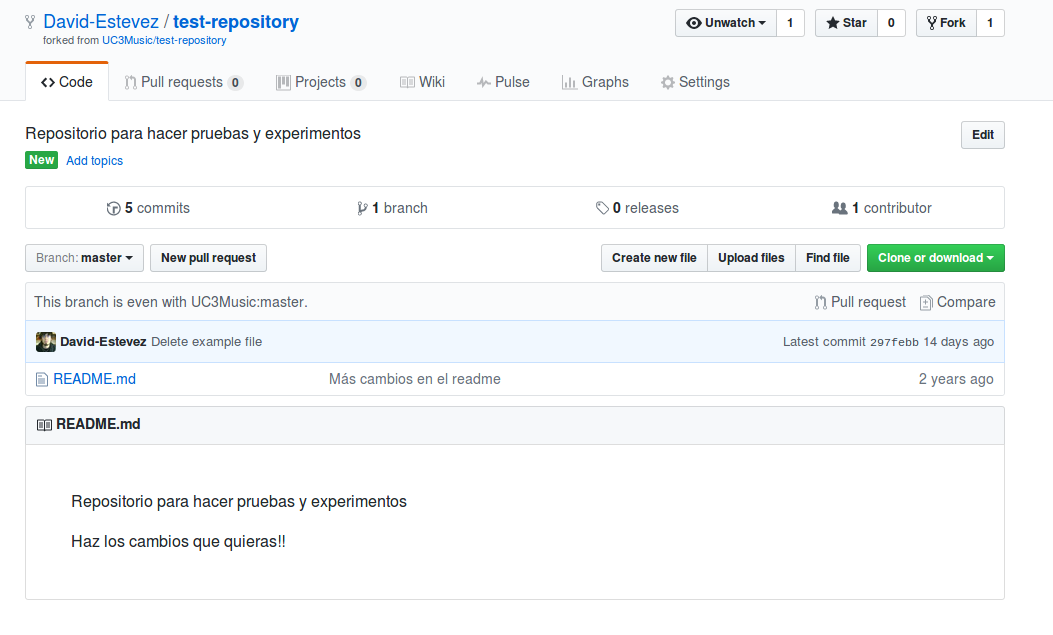 David-Estevez / test-repository
Unwatch 1 Star 0 Fork 1
forked from UC3Music/test-repository
Code Pull requests 0 Projects 0 Wiki Pulse Graphs Settings
Repositorio para hacer pruebas y experimentos
Edit
New Add topics
5 commits 1 branch 0 releases 1 contributor
Branch: master New pull request Create new file Upload files Find file Clone or download
This branch is even with UC3Music:master. Pull request Compare
David-Estevez Delete example file Latest commit 297febb 14 days ago
README.md Más cambios en el readme 2 years ago
README.md
Repositorio para hacer pruebas y experimentos
Haz los cambios que quieras!!